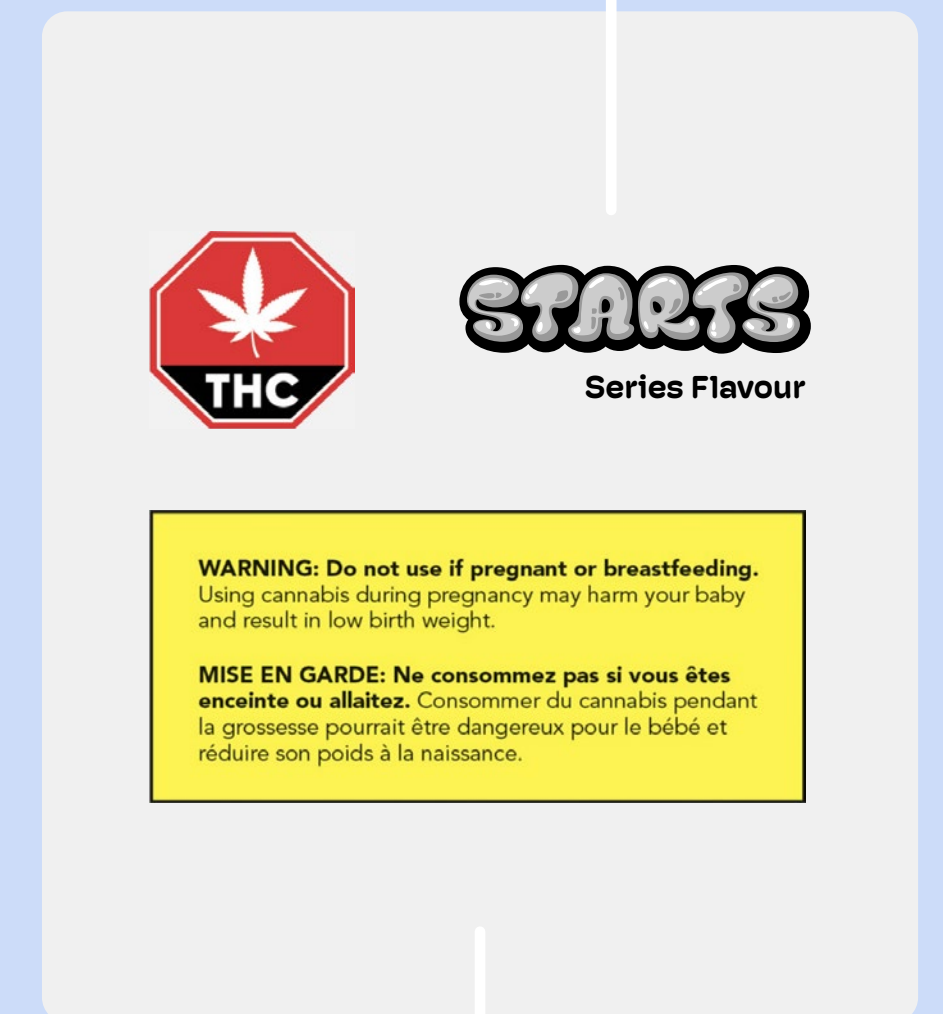 THC
STARTS
Series Flavour
WARNING: Do not use if pregnant or breastfeeding.
Using cannabis during pregnancy may harm your baby
and result in low birth weight.
MISE EN GARDE: Ne consommez pas si vous êtes
enceinte ou allaitez. Consommer du cannabis pendant
la grossesse pourrait être dangereux pour le bébé et
réduire son poids à la naissance.